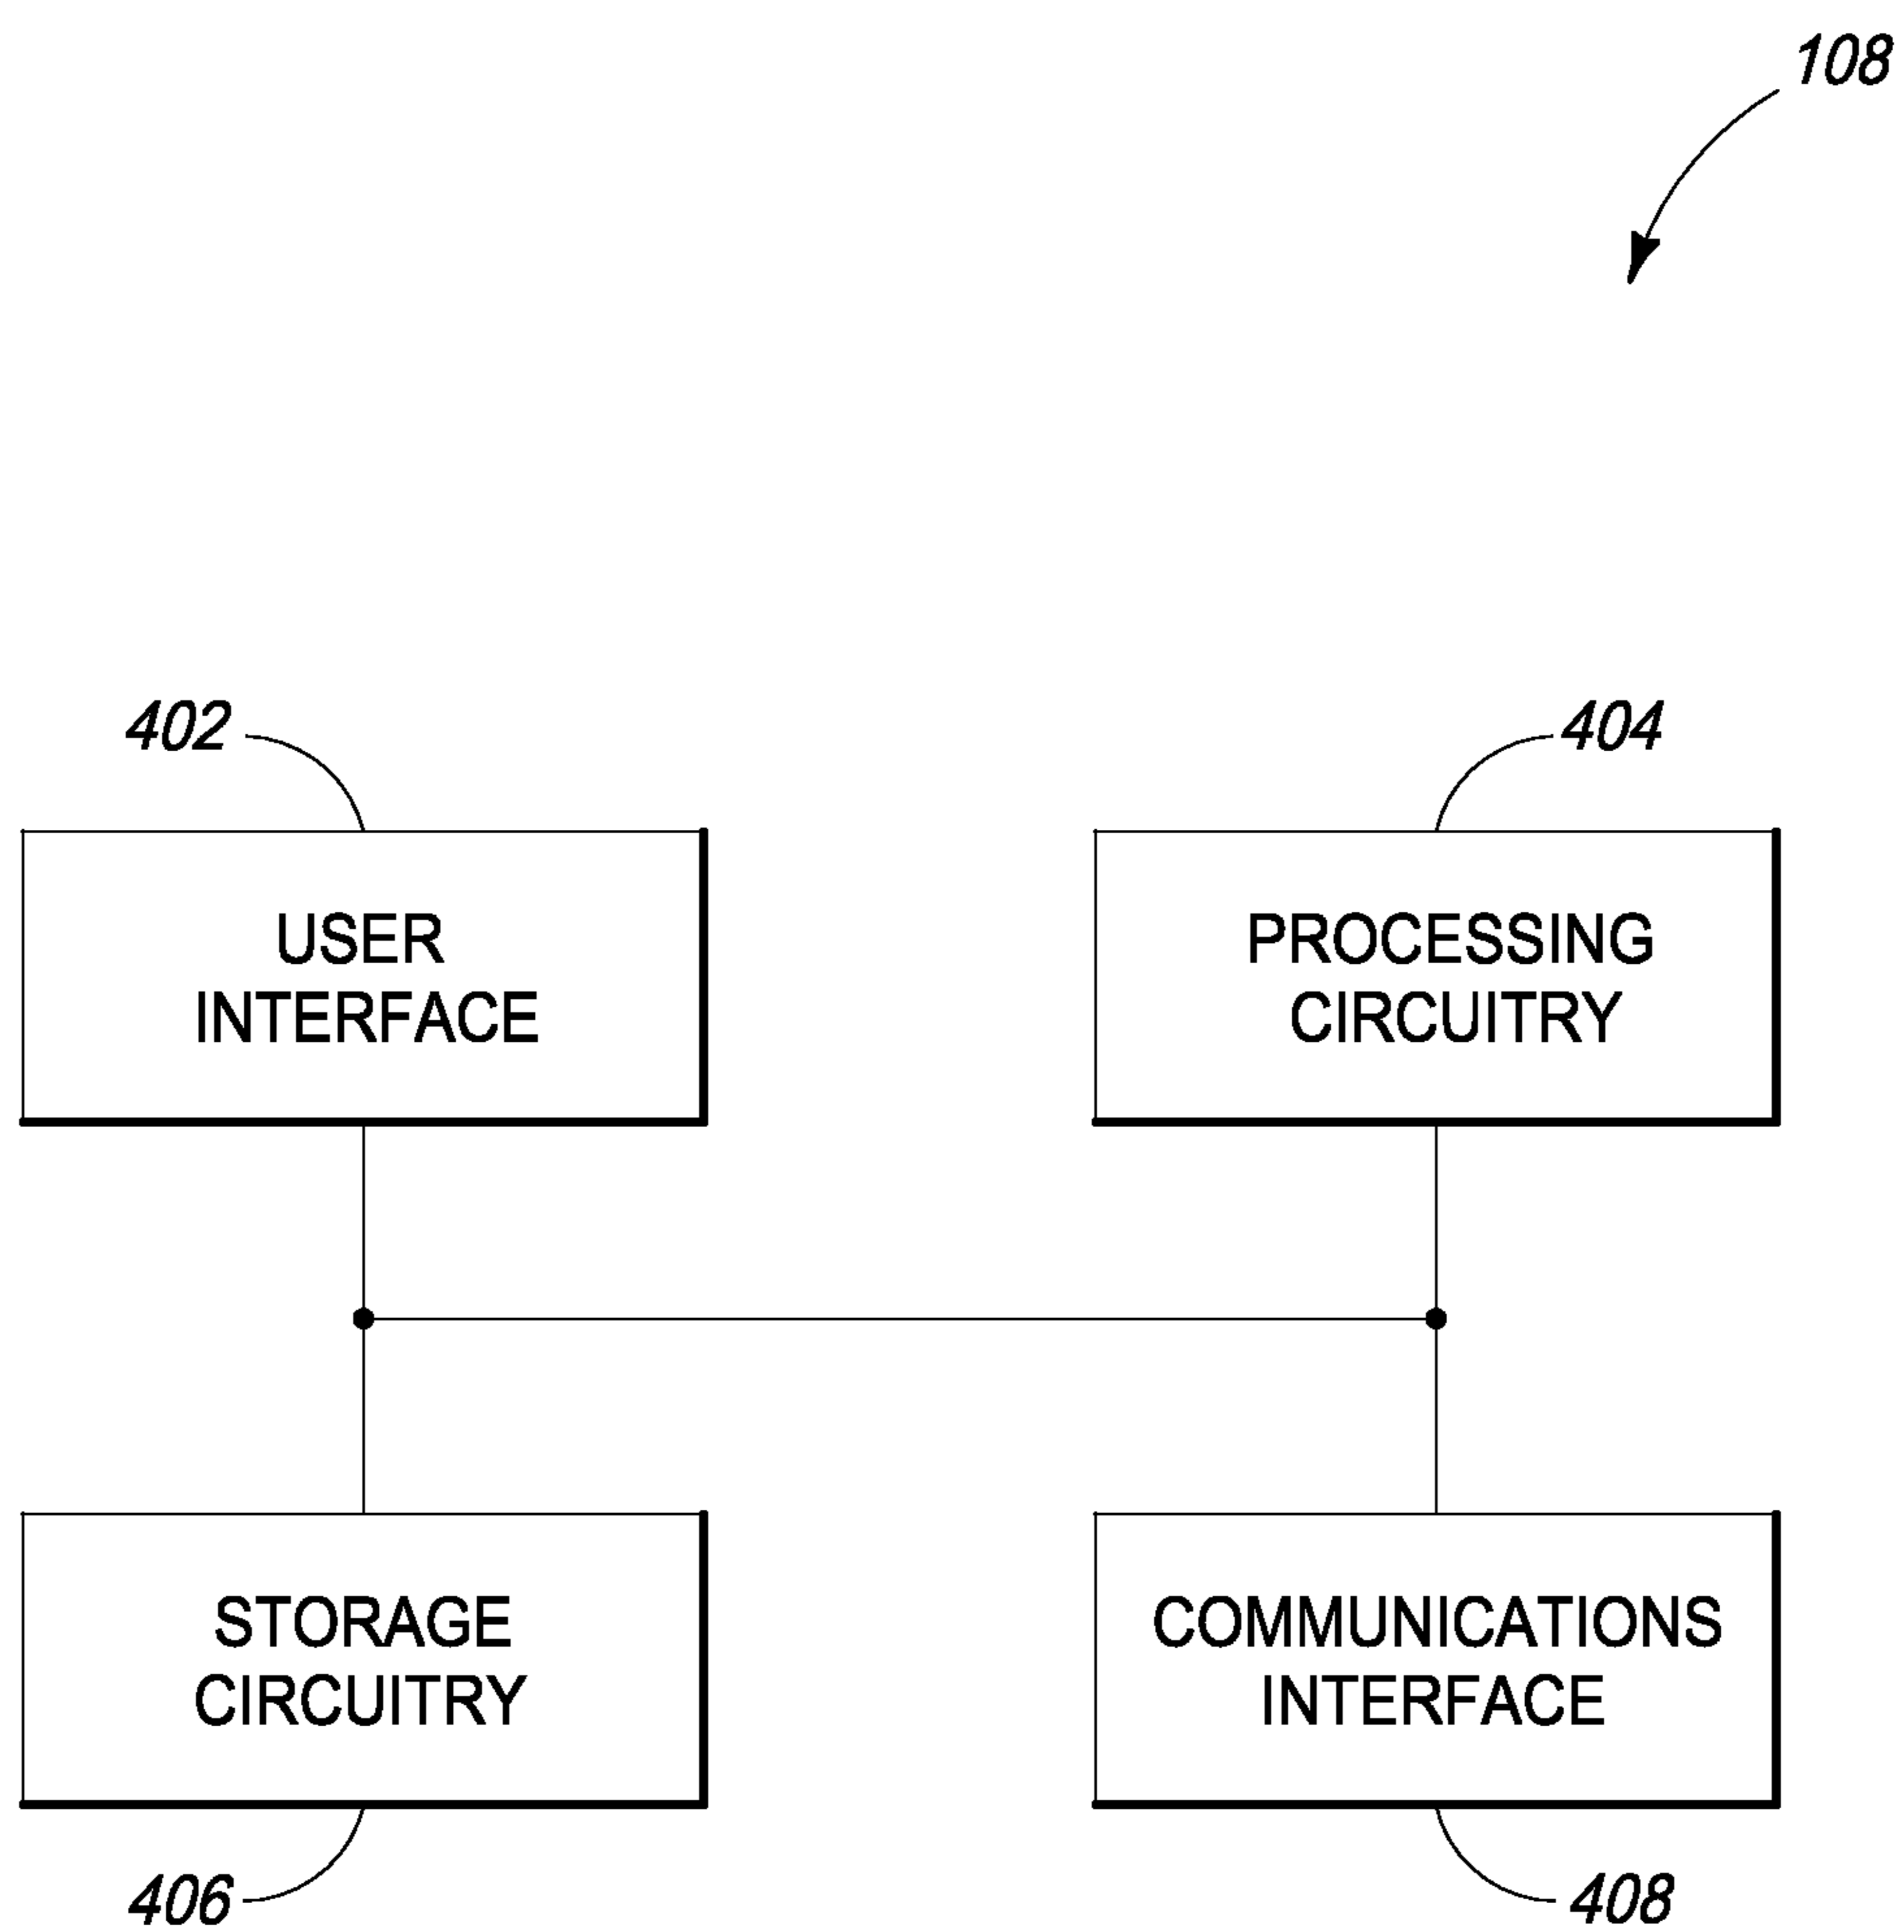 108
402
404
USER
INTERFACE
PROCESSING
CIRCUITRY
STORAGE
CIRCUITRY
COMMUNICATIONS
INTERFACE
406
408